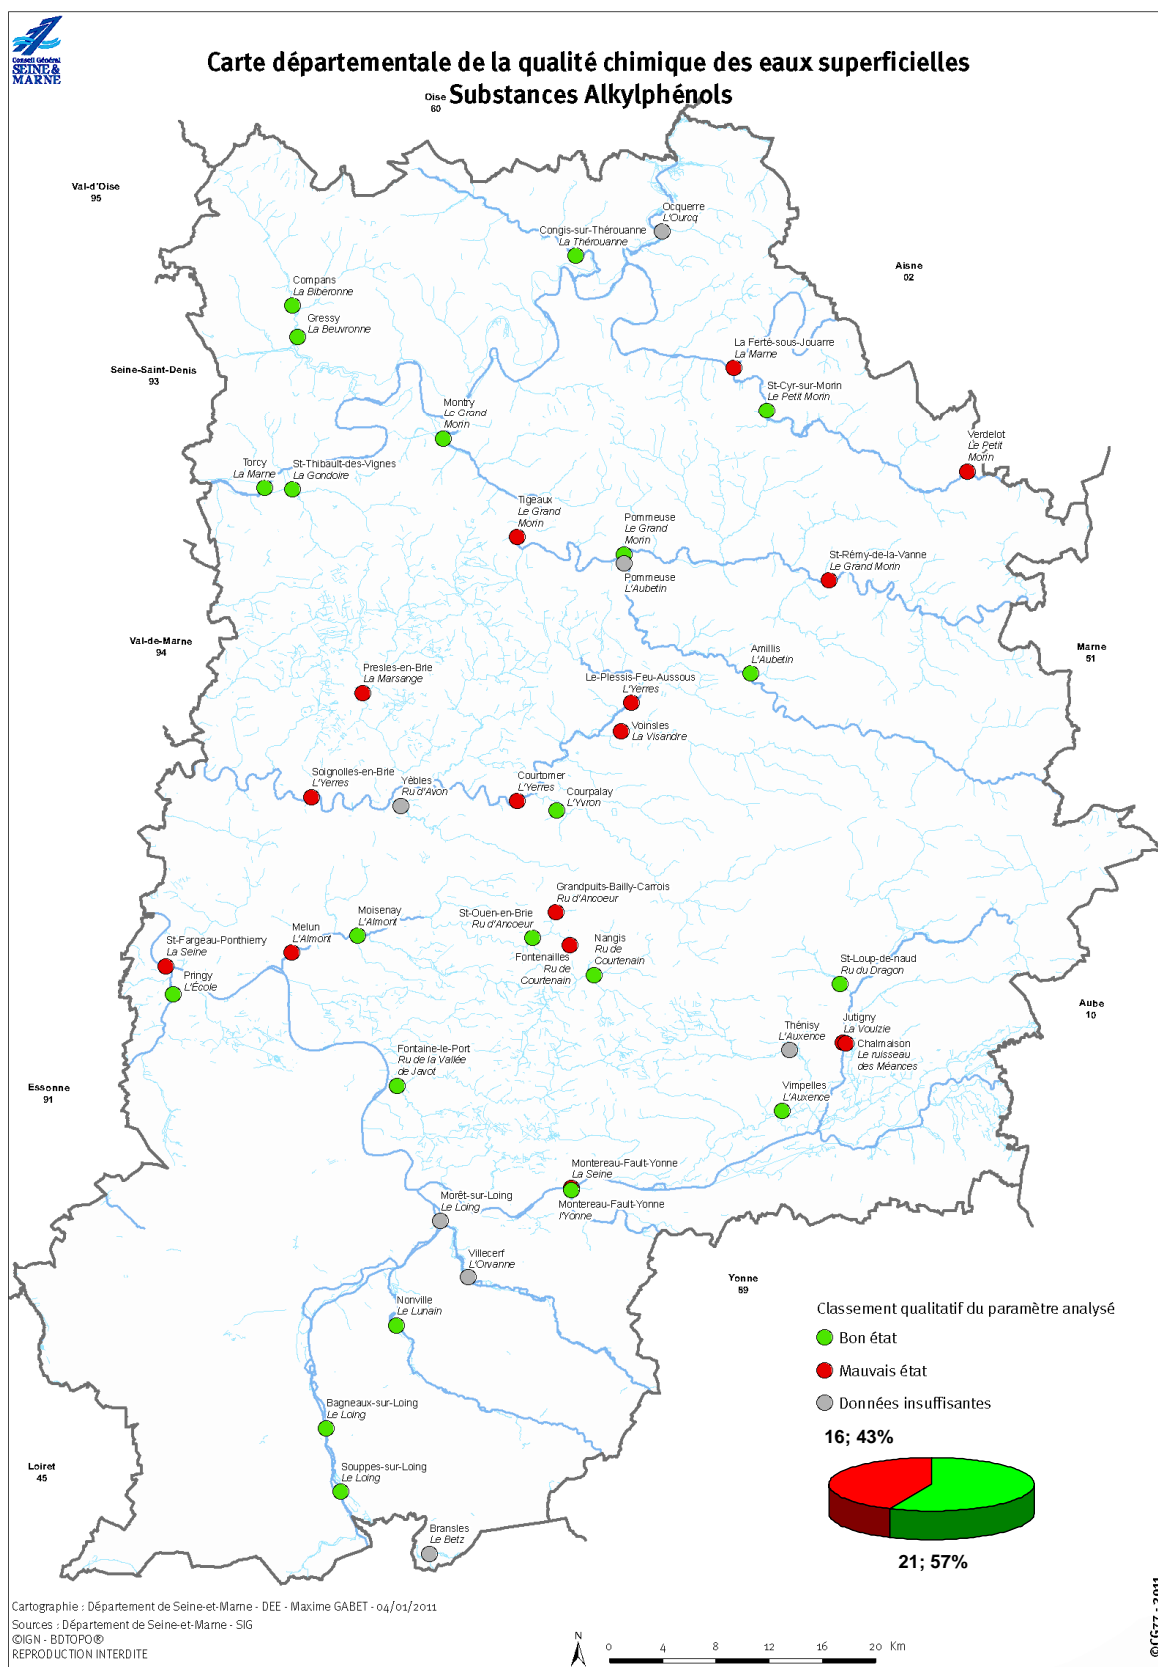 Conseil Général
SEINE &
MARNE
Carte départementale de la qualité chimique des eaux superficielles
Substances Alkylphénols
Oise
60
Val-d'Oise
95
Ocquerre
L'Ourcq
Congis-sur-Thérouanne
La Thérouanne
Aisne
02
Compans
La Biberonne
Gressy
La Beuvronne
La Ferté-sous-Jouarre
La Marne
Seine-Saint-Denis
93
St-Cyr-sur-Morin
Le Petit Morin
Montry
Le Grand
Morin
Verdelot
Le Petit
Morin
Torcy
La Marne
St-Thibault-des-Vignes
La Gondoire
Tigeaux
Le Grand
Morin
Pommeuse
Le Grand
Morin
St-Rémy-de-la-Vanne
Le Grand Morin
Pommeuse
L'Aubetin
Val-de-Marne
94
Marne
51
Amillis
L'Aubetin
Presles-en-Brie
La Marsange
Le-Plessis-Feu-Aussous
L'Yerres
Voinsles
La Visandre
Soignolles-en-Brie
L'Yerres
Yèbles
Ru d'Avon
Courtomer
L'Yerres
Courpalay
L'Yvron
Grandpuits-Bailly-Carrois
Ru d'Ancoeur
Moisenay
L'Almont
St-Ouen-en-Brie
Ru d'Ancoeur
Melun
L'Almont
St-Fargeau-Ponthierry
La Seine
Nangis
Ru de
Courtenain
Fontenailles
Ru de
Courtenain
Pringy
L'École
St-Loup-de-naud
Ru du Dragon
Aube
10
Jutigny
La Voulzie
Thénisy
L'Auxence
Chalmaison
Le ruisseau
des Méances
Fontaine-le-Port
Ru de la Vallée
de Javot
Essonne
91
Vimpelles
L'Auxence
Montereau-Fault-Yonne
La Seine
Morêt-sur-Loing
Le Loing
Montereau-Fault-Yonne
l'Yonne
Villecerf
L'Orvanne
Yonne
89
Nonville
Le Lunain
Classement qualitatif du paramètre analysé
Bon état
Mauvais état
Données insuffisantes
Bagneaux-sur-Loing
Le Loing
16; 43%
Loiret
45
Souppes-sur-Loing
Le Loing
Bransles
Le Betz
21; 57%
Cartographie : Département de Seine-et-Marne - DEE - Maxime GABET - 04/01/2011
Sources : Département de Seine-et-Marne - SIG
©IGN - BDTOPO®
REPRODUCTION INTERDITE
N
0 4 8 12 16 20 Km
©CG77 - 2011